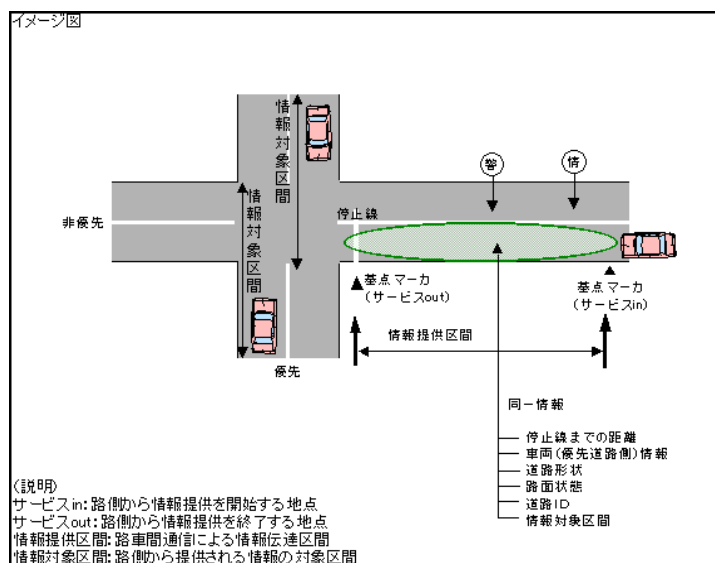 イメージ図
情報対象区間
情報対象区間
警
情
非優先
停止線
基点マーカ
(サービスout)
基点マーカ
(サービスin)
情報提供区間
優先
同一情報
停止線までの距離
車両(優先道路側)情報
道路形状
路面状態
道路ID
情報対象区間
(説明)
サービスin:路側から情報提供を開始する地点
サービスout:路側から情報提供を終了する地点
情報提供区間:路車間通信による情報伝達区間
情報対象区間:路側から提供される情報の対象区間